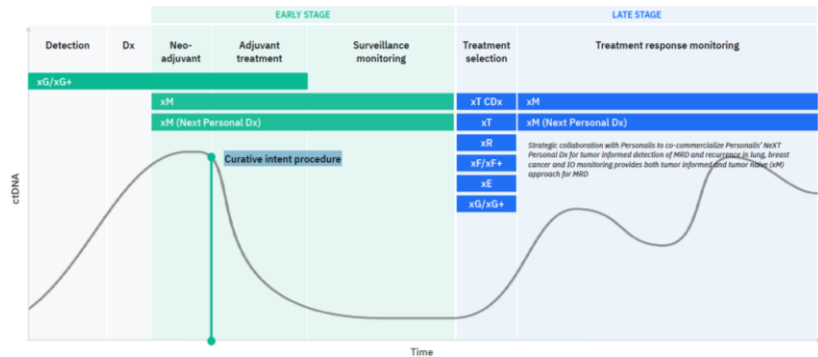 EARLY STAGE
LATE STAGE
Detection
Dx
Neo-
adjuvant
Adjuvant
treatment
Surveillance
monitoring
Treatment
selection
Treatment response monitoring
xG/xG+
xM
xT CDx
xM
xM (Next Personal Dx)
xT
xM (Next Personal Dx)
xR
xF/xF+
xE
xG/xG+
Strategic collaboration with Personalis to co-commercialize Personalis' NeXT
Personal Dx for tumor informed detection of MRD and recurrence in lung, breast
cancer and IO monitoring provides both tumor informed and tumor naïve (xM)
approach for MRD
Curative intent procedure
ctDNA
Time